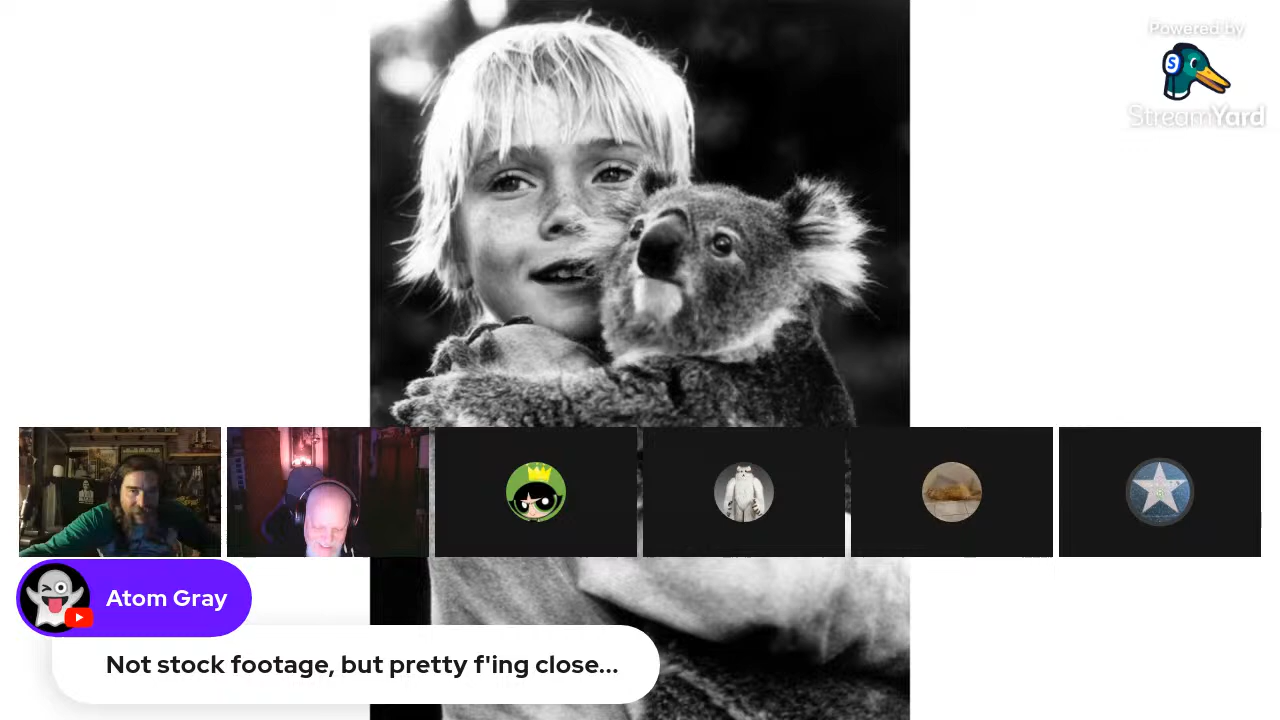 Powered by
StreamYard
Atom Gray
Not stock footage, but pretty f'ing close...